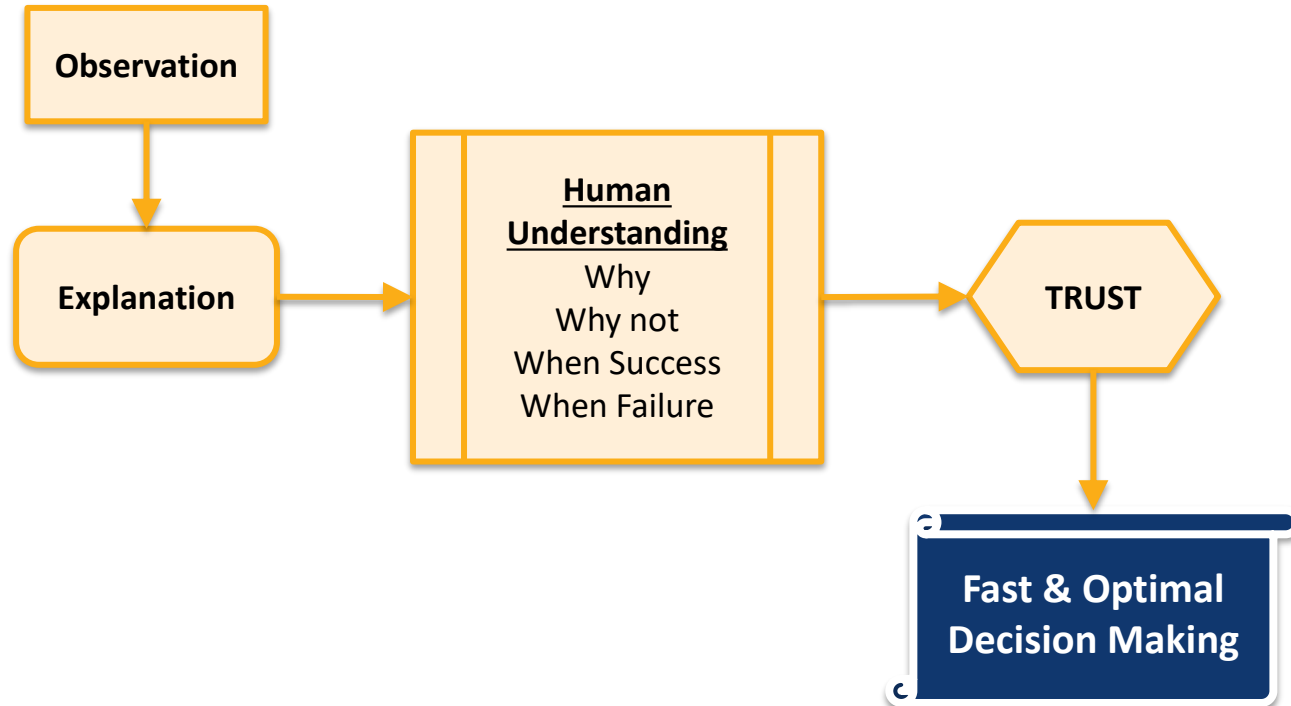 Observation
Explanation
Human
Understanding
Why
Why not
When Success
When Failure
TRUST
Fast & Optimal
Decision Making